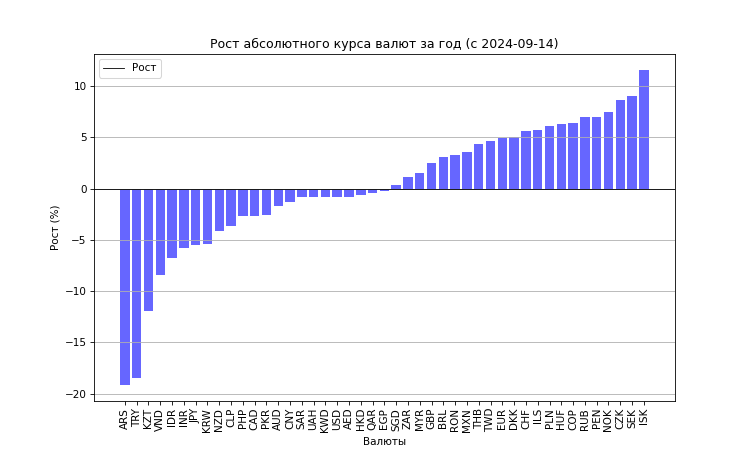 Рост абсолютного курса валют за год (с 2024-09-14)
Рост
10
5
0
−5
−10
−15
−20
Рост (%)
ARS TRY KZT VND IDR INR JPY KRW NZD CLP PHP CAD PKR AUD CNY SAR UAH KWD USD AED HKD QAR EGP SGD ZAR MYR GBP BRL RON MXN THB TWD EUR DKK CHF ILS PLN HUF COP RUB PEN NOK CZK SEK ISK
Валюты